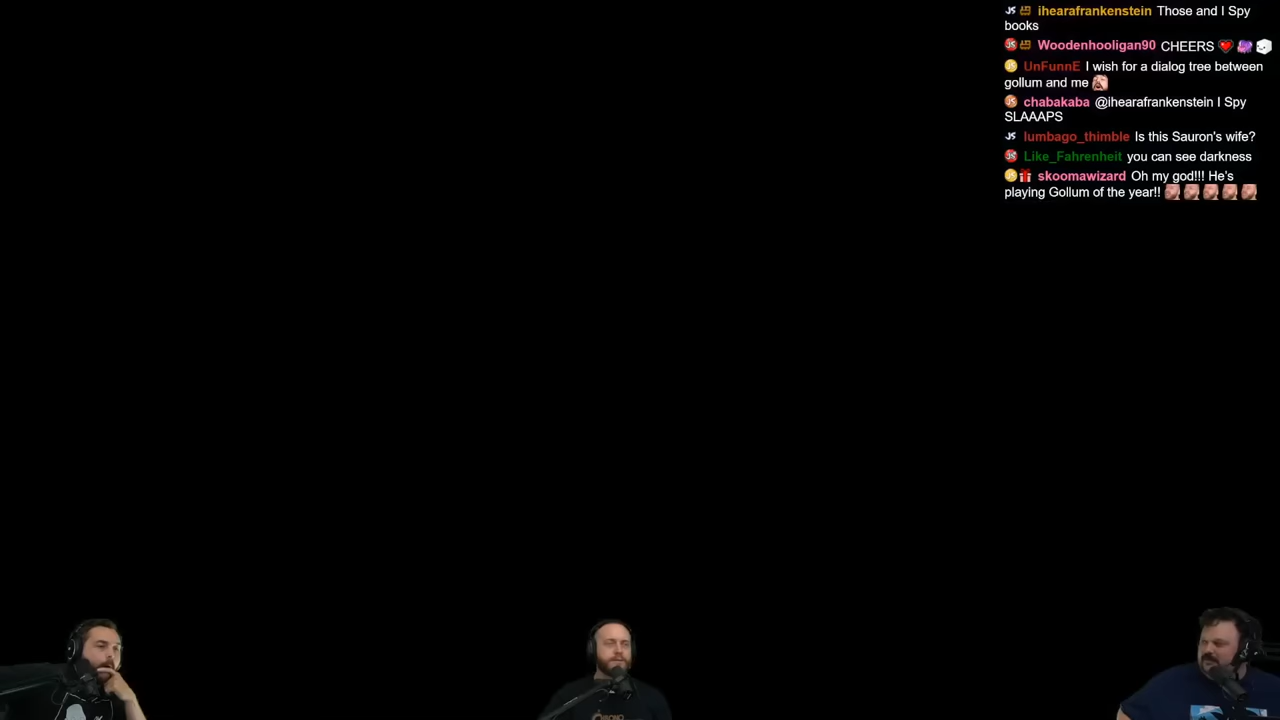 ihearafrankenstein Those and I Spy
books
Woodenhooligan90 CHEERS
UnFunnE I wish for a dialog tree between
gollum and me
chabakaba @ihearafrankenstein I Spy
SLAAAPS
lumbago_thimble Is this Sauron's wife?
Like_Fahrenheit you can see darkness
skoomawizard Oh my god!!! He's
playing Gollum of the year!!